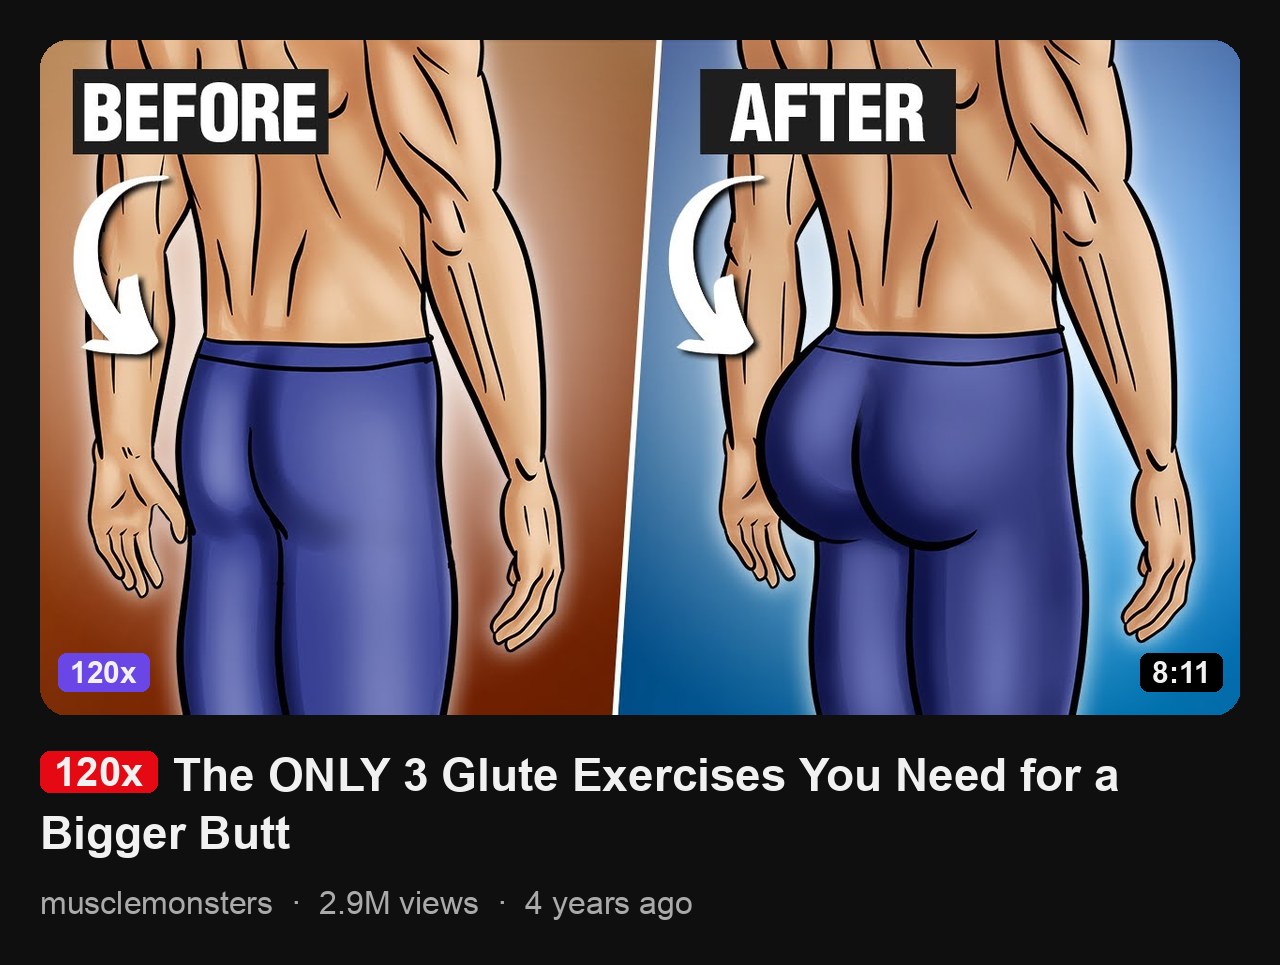 BEFORE
AFTER
120x
8:11
120x The ONLY 3 Glute Exercises You Need for a
Bigger Butt
musclemonsters · 2.9M views · 4 years ago